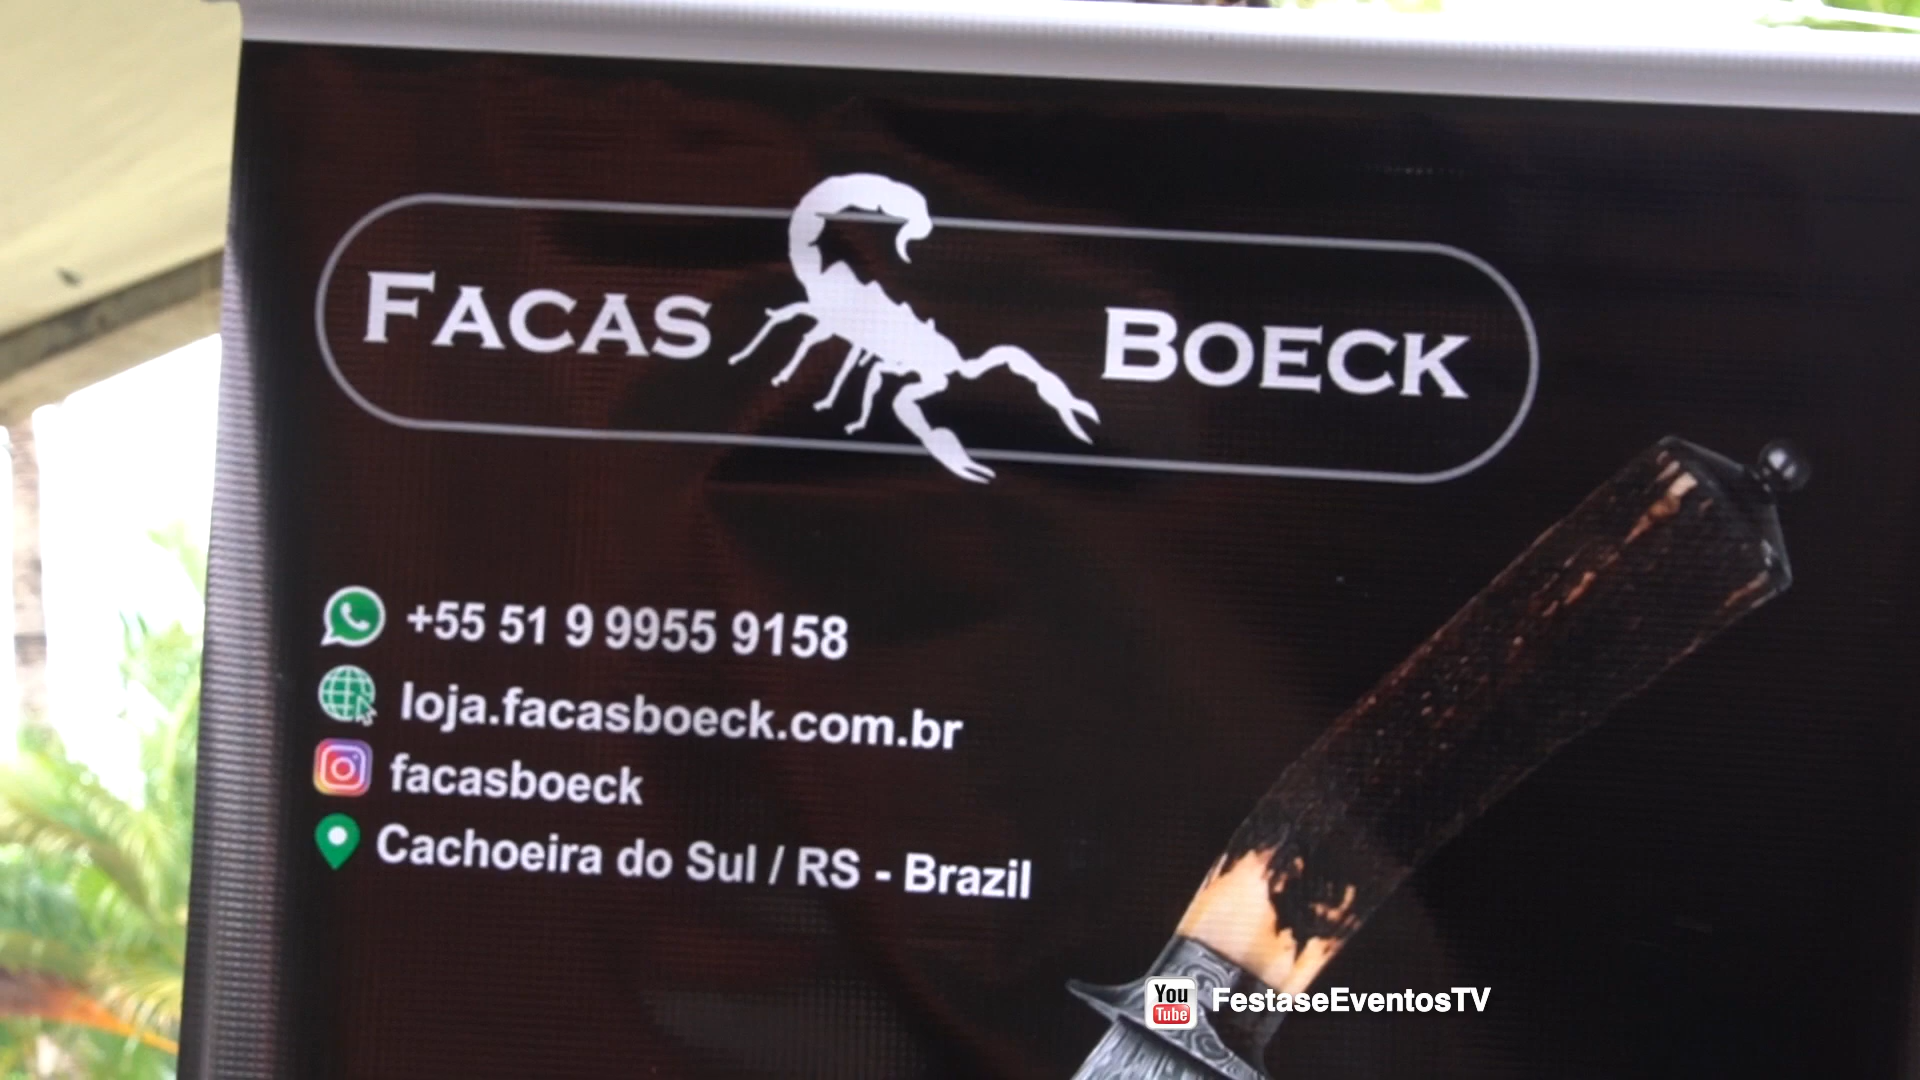 FACAS BOECK
+55 51 9 9955 9158
loja.facasboeck.com.br
facasboeck
Cachoeira do Sul / RS - Brazil
You Tube FestaseEventosTV